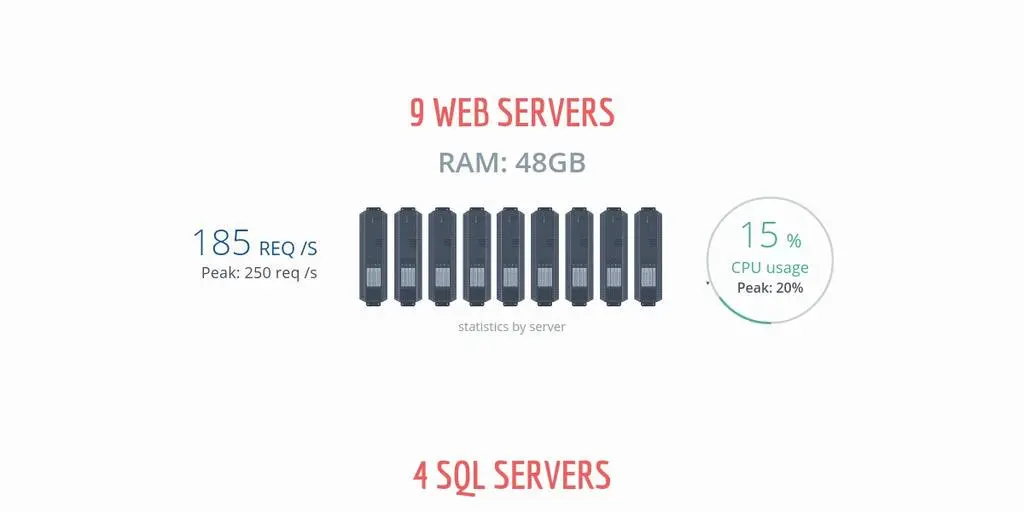 9 WEB SERVERS
RAM: 48GB
185 REQ /S
Peak: 250 req /s
15 %
CPU usage
Peak: 20%
statistics by server
4 SQL SERVERS